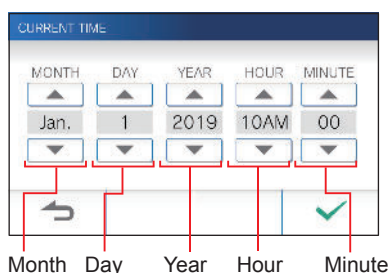 CURRENT TIME
MONTH DAY YEAR HOUR MINUTE
Jan. 1 2019 10AM 00
Month Day Year Hour Minute